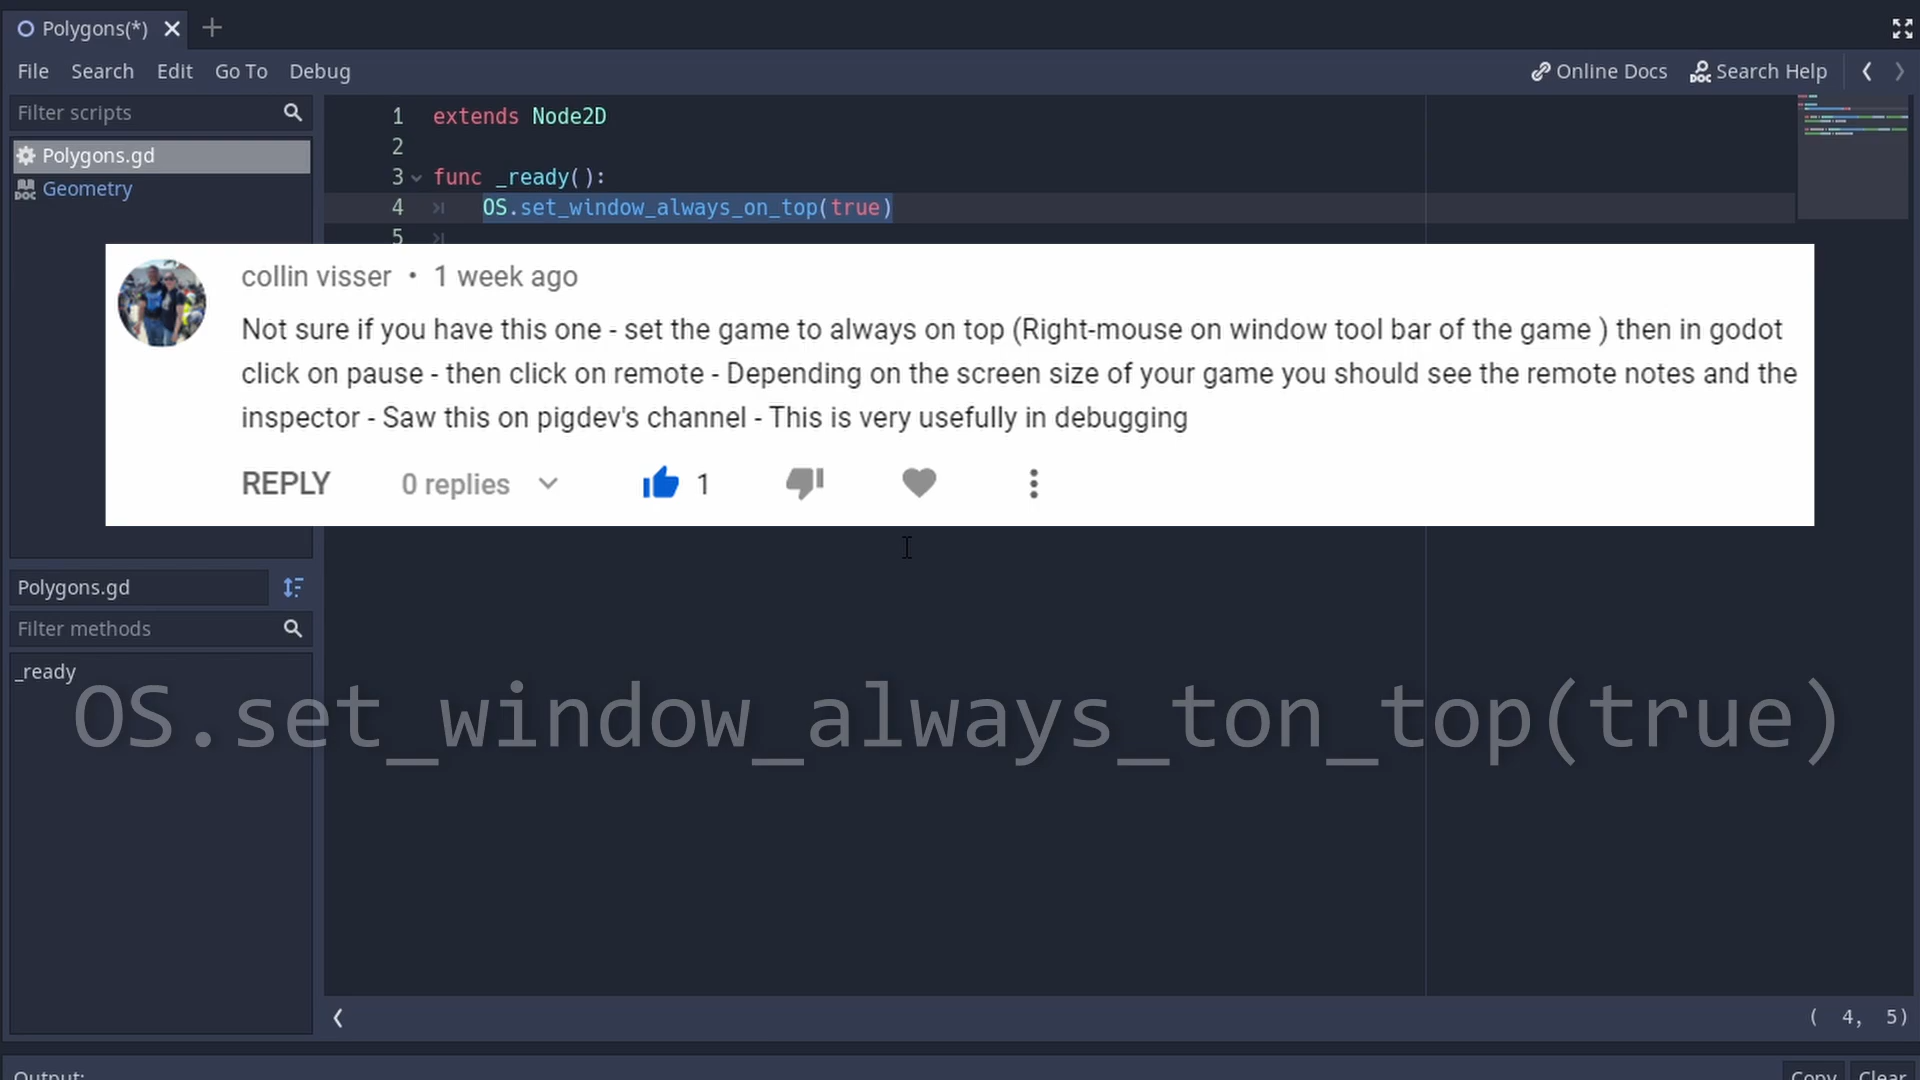 Polygons(*)
File Search Edit Go To Debug
Online Docs Search Help
Filter scripts
Polygons.gd
Geometry
1 extends Node2D
2
3 func _ready():
4 OS.set_window_always_on_top(true)
5
collin visser • 1 week ago
Not sure if you have this one - set the game to always on top (Right-mouse on window tool bar of the game ) then in godot
click on pause - then click on remote - Depending on the screen size of your game you should see the remote notes and the
inspector - Saw this on pigdev's channel - This is very usefully in debugging
REPLY 0 replies 1
Polygons.gd
Filter methods
_ready
OS.set_window_always_ton_top(true)
( 4, 5)
Output: Copy Clear